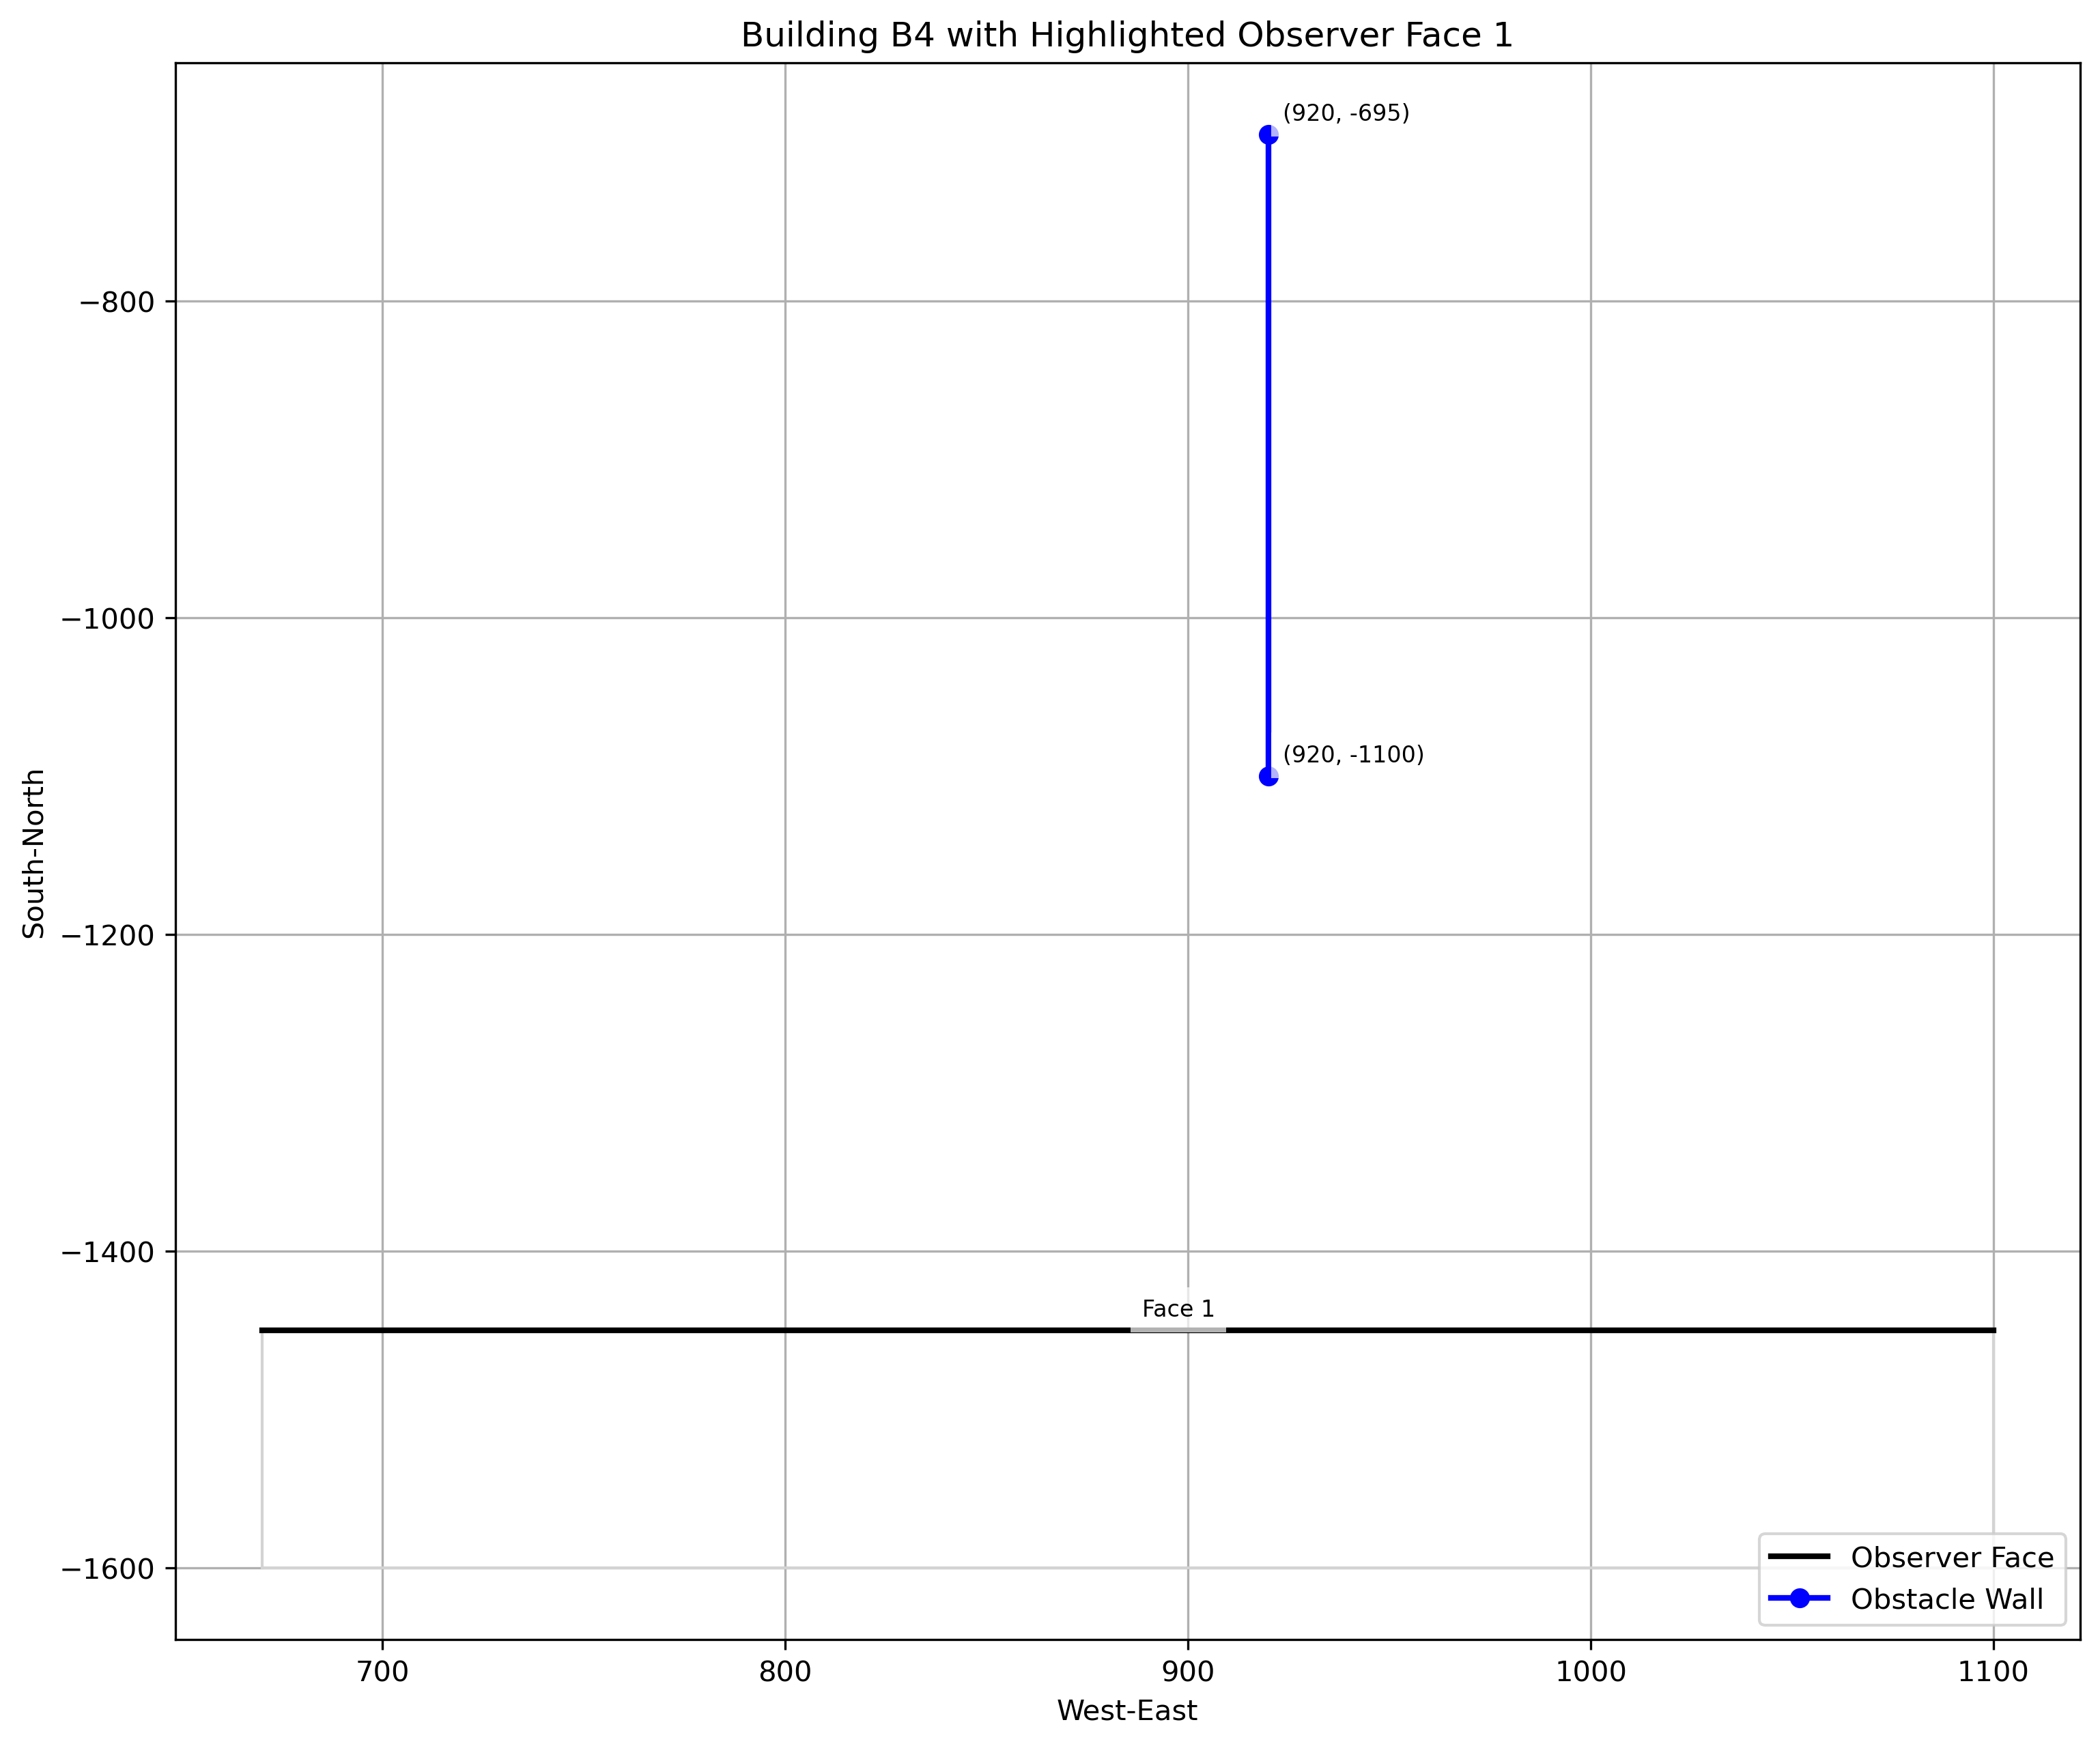 Building B4 with Highlighted Observer Face 1
(920, -695)
−800
−1000
(920, -1100)
South-North
−1200
−1400
Face 1
−1600
Observer Face
Obstacle Wall
700
800
900
1000
1100
West-East